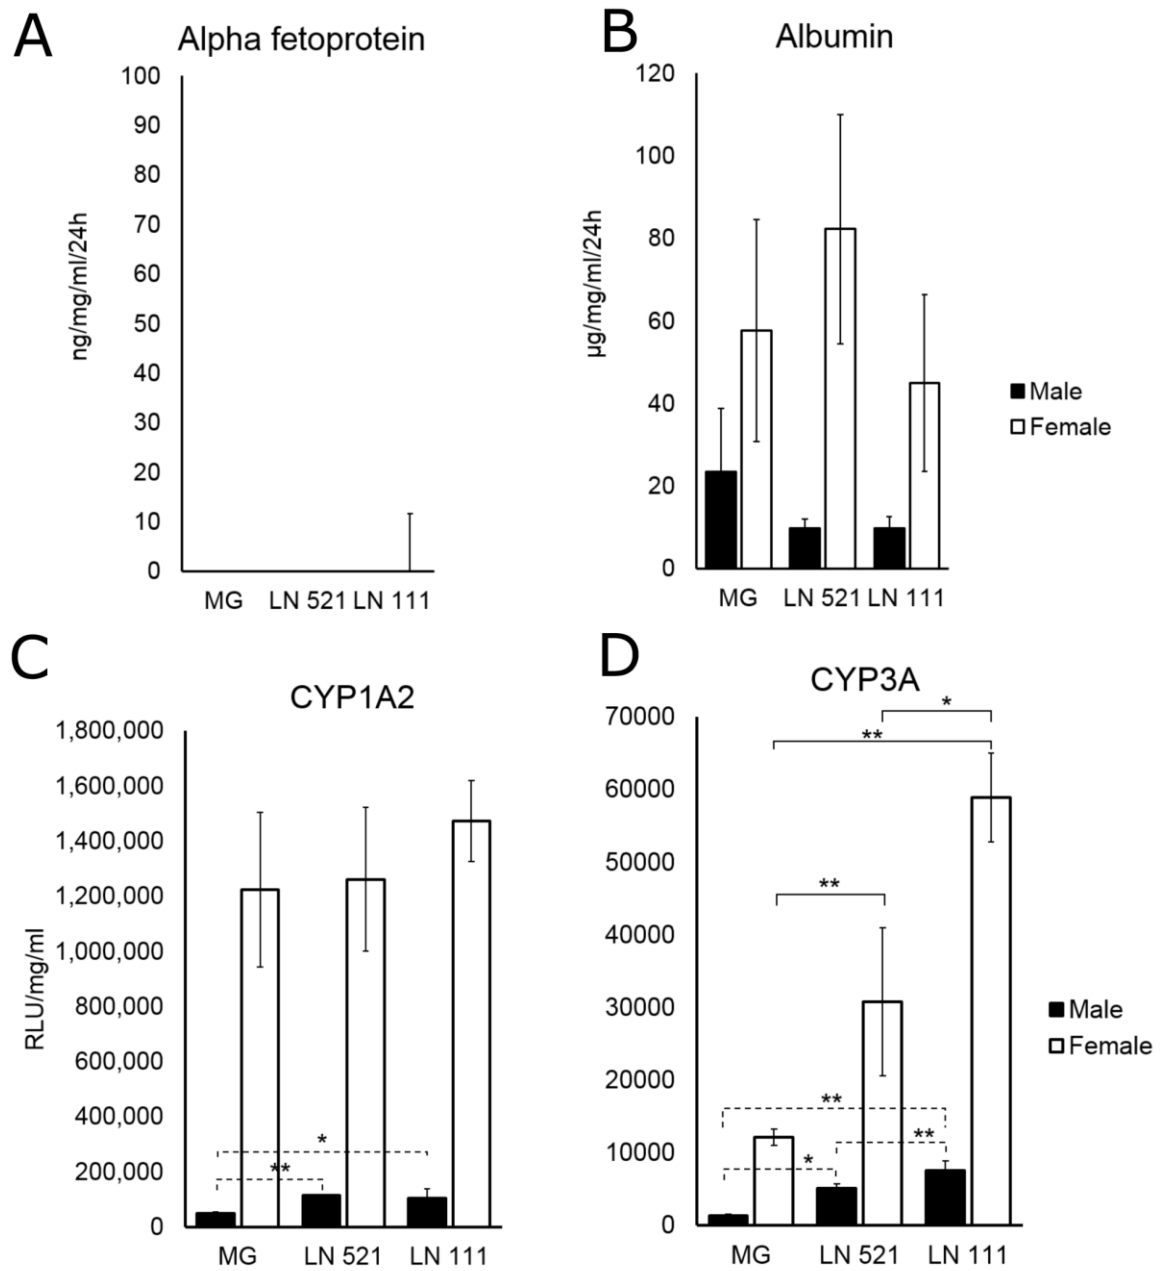 A
Alpha fetoprotein
100
90
80
70
60
50
40
30
20
10
0
ng/mg/ml/24h
MG LN 521 LN 111
B
Albumin
120
100
80
60
40
20
0
µg/mg/ml/24h
MG LN 521 LN 111
Male
Female
C
CYP1A2
1,800,000
1,600,000
1,400,000
1,200,000
1,000,000
800,000
600,000
400,000
200,000
0
RLU/mg/ml
*
**
MG LN 521 LN 111
D
CYP3A
70000
60000
50000
40000
30000
20000
10000
0
*
**
**
**
**
*
MG LN 521 LN 111
Male
Female